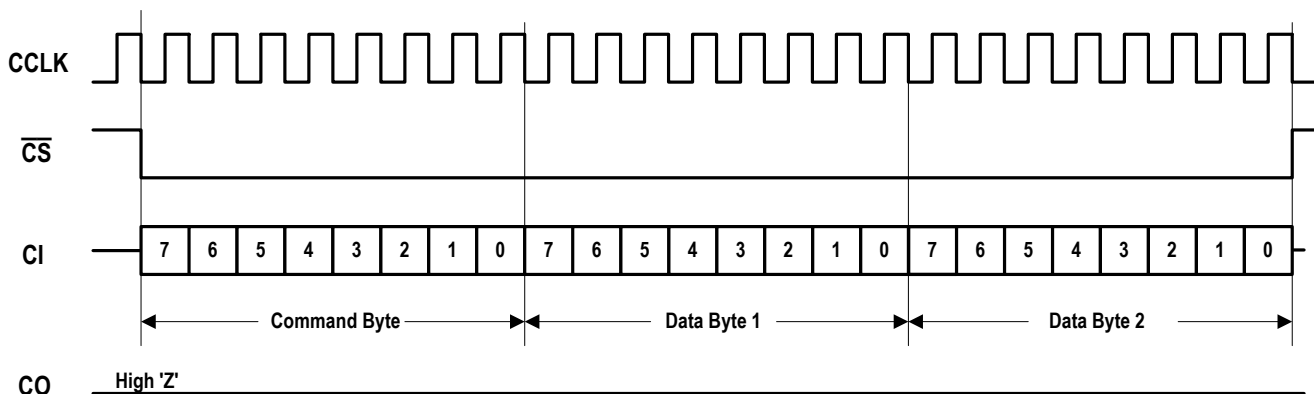 CCLK
CS
CI 7 6 5 4 3 2 1 0 7 6 5 4 3 2 1 0 7 6 5 4 3 2 1 0
Command Byte Data Byte 1 Data Byte 2
High 'Z'
CO